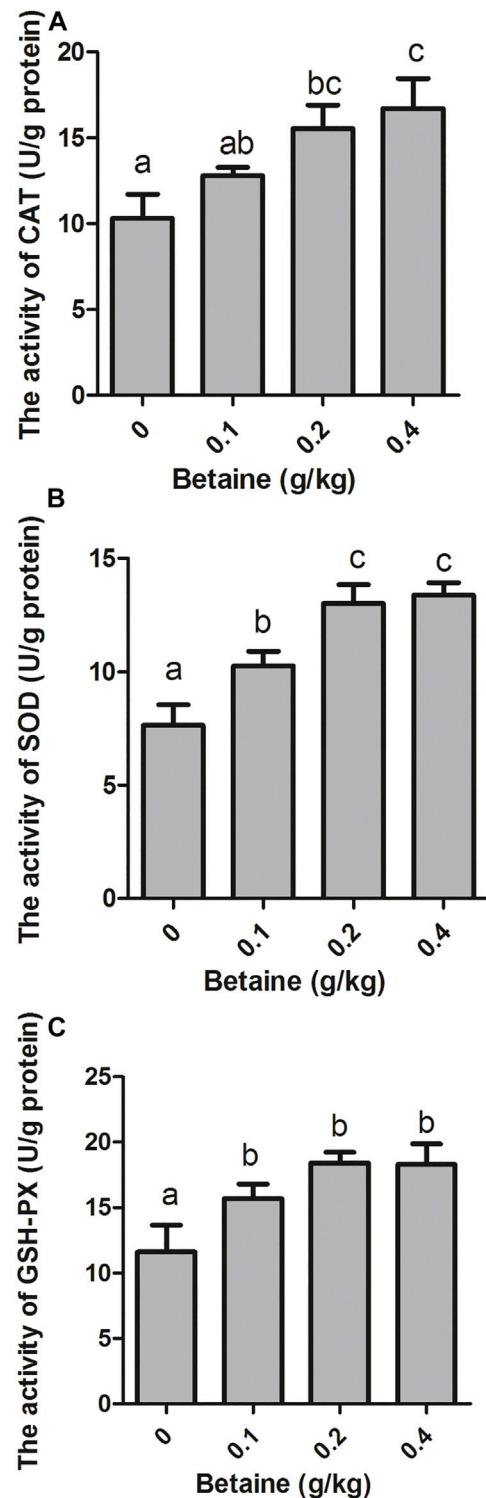 A
The activity of CAT (U/g protein)
20
15
10
5
0
a
ab
bc
c
0
0.1
0.2
0.4
Betaine (g/kg)
B
The activity of SOD (U/g protein)
15
10
5
0
a
b
c
c
0
0.1
0.2
0.4
Betaine (g/kg)
C
The activity of GSH-PX (U/g protein)
25
20
15
10
5
0
a
b
b
b
0
0.1
0.2
0.4
Betaine (g/kg)